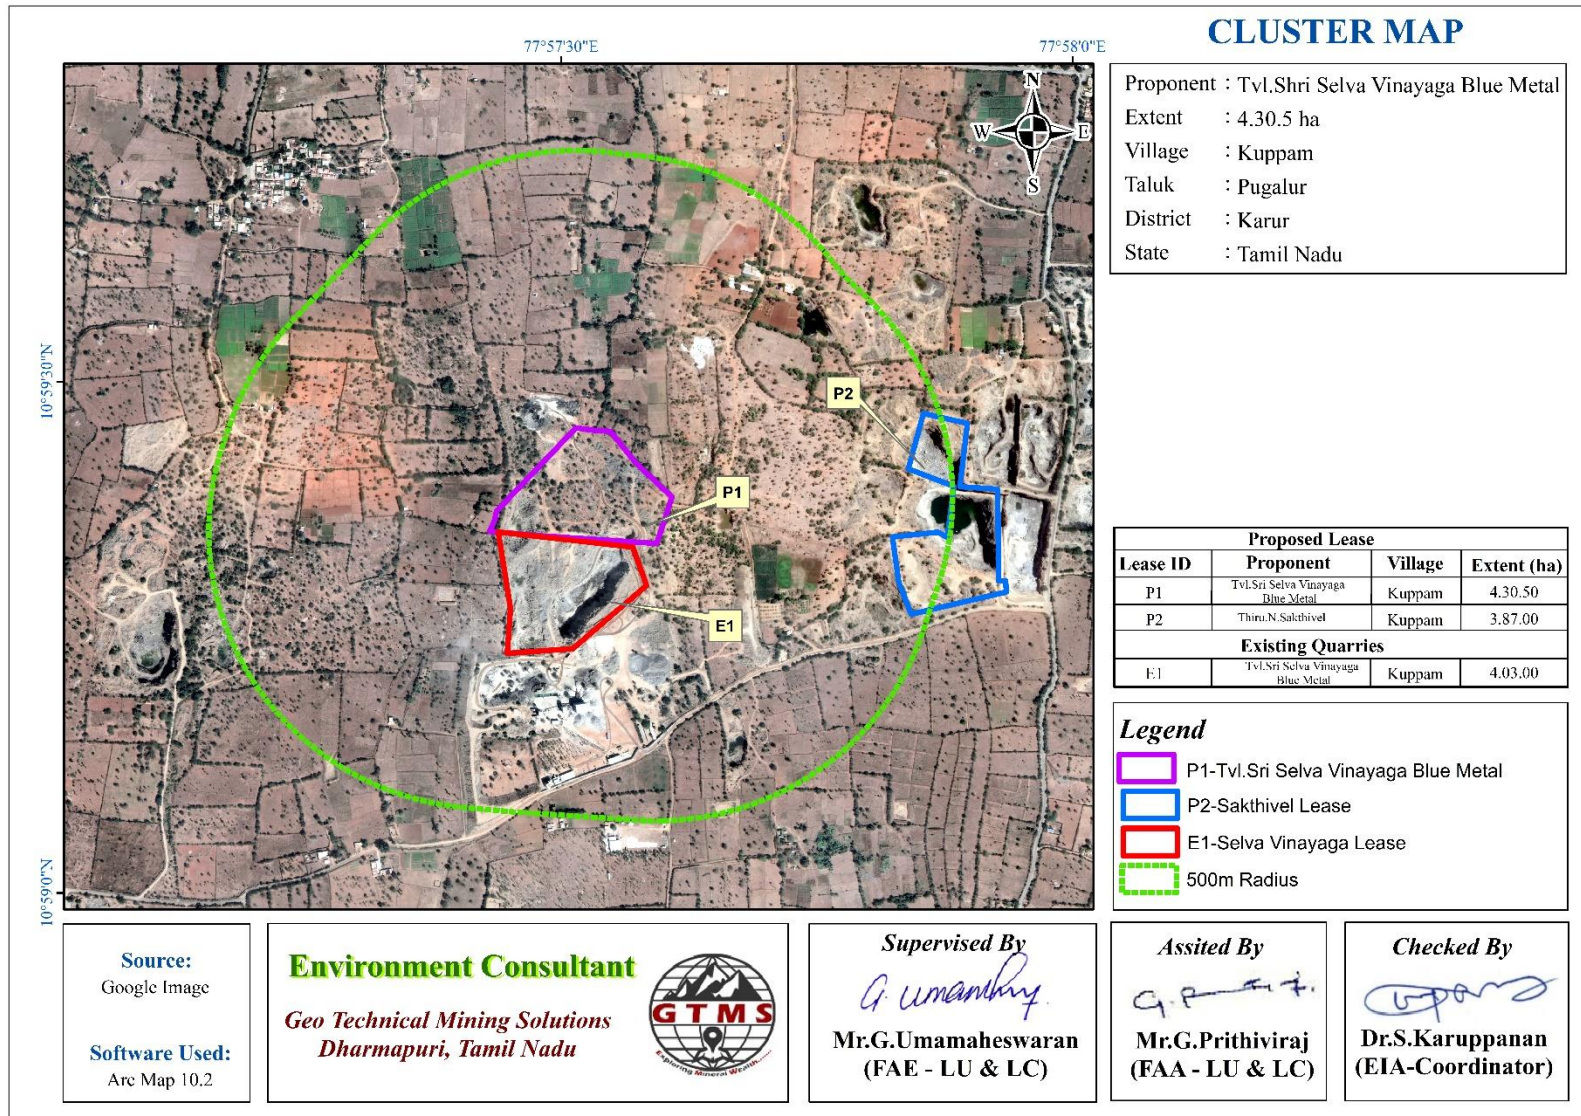 CLUSTER MAP
77°57'30"E
77°58'0"E
N
W
E
S
10°59'30"N
10°59'0"N
P2
P1
E1
Proponent : Tvl.Shri Selva Vinayaga Blue Metal
Extent : 4.30.5 ha
Village : Kuppam
Taluk : Pugalur
District : Karur
State : Tamil Nadu
Proposed Lease
Lease ID Proponent Village Extent (ha)
P1 Tvl.Sri Selva Vinayaga Blue Metal Kuppam 4.30.50
P2 Thiru.N.Sakthivel Kuppam 3.87.00
Existing Quarries
E1 Tvl.Sri Selva Vinayaga Blue Metal Kuppam 4.03.00
Legend
P1-Tvl.Sri Selva Vinayaga Blue Metal
P2-Sakthivel Lease
E1-Selva Vinayaga Lease
500m Radius
Source:
Google Image
Software Used:
Arc Map 10.2
Environment Consultant
Geo Technical Mining Solutions
Dharmapuri, Tamil Nadu
GTMS
Exploring Mineral Wealth......
Supervised By
G. Umamhny.
Mr.G.Umamaheswaran
(FAE - LU & LC)
Assited By
Mr.G.Prithiviraj
(FAA - LU & LC)
Checked By
Dr.S.Karuppanan
(EIA-Coordinator)